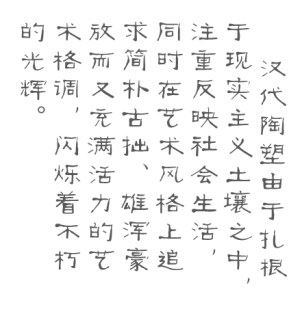 汉代陶塑由于扎根
于现实主义土壤之中，
注重反映社会生活，
同时在艺术风格上追
求简朴古拙、雄浑豪
放而又充满活力的艺
术格调，闪烁着不朽
的光辉。